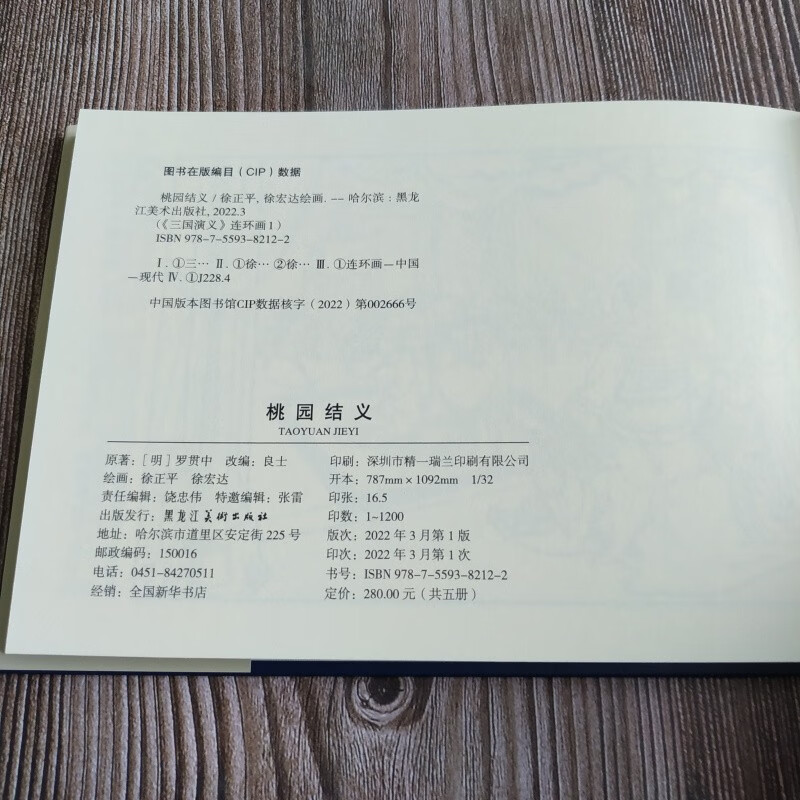 图书在版编目（CIP）数据
桃园结义 / 徐正平, 徐宏达绘画. -- 哈尔滨 : 黑龙
江美术出版社, 2022.3
（《三国演义》连环画 1 ）
ISBN 978-7-5593-8212-2
Ⅰ. ①三… Ⅱ. ①徐… ②徐… Ⅲ. ①连环画－中国
－现代 Ⅳ. ①J228.4
中国版本图书馆CIP数据核字（2022）第002666号
桃园结义
TAOYUAN JIEYI
原著：[明] 罗贯中 改编：良士
绘画：徐正平 徐宏达
责任编辑：饶忠伟 特邀编辑：张雷
出版发行：黑龙江美術出版社
地址：哈尔滨市道里区安定街 225 号
邮政编码：150016
电话：0451-84270511
经销：全国新华书店
印刷：深圳市精一瑞兰印刷有限公司
开本：787mm × 1092mm 1/32
印张：16.5
印数：1~1200
版次：2022 年 3 月第 1 版
印次：2022 年 3 月第 1 次
书号：ISBN 978-7-5593-8212-2
定价：280.00 元（共五册）